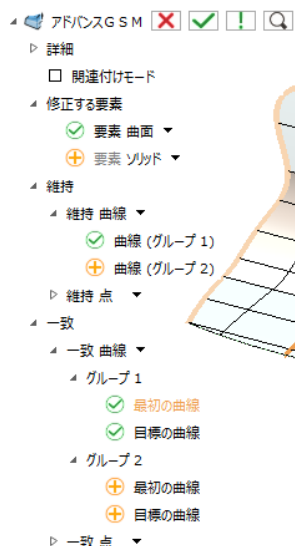 アドバンスＧＳＭ
詳細
関連付けモード
修正する要素
要素 曲面
要素 ソリッド
維持
維持 曲線
曲線 (グループ 1)
曲線 (グループ 2)
維持 点
一致
一致 曲線
グループ 1
最初の曲線
目標の曲線
グループ 2
最初の曲線
目標の曲線
一致 点